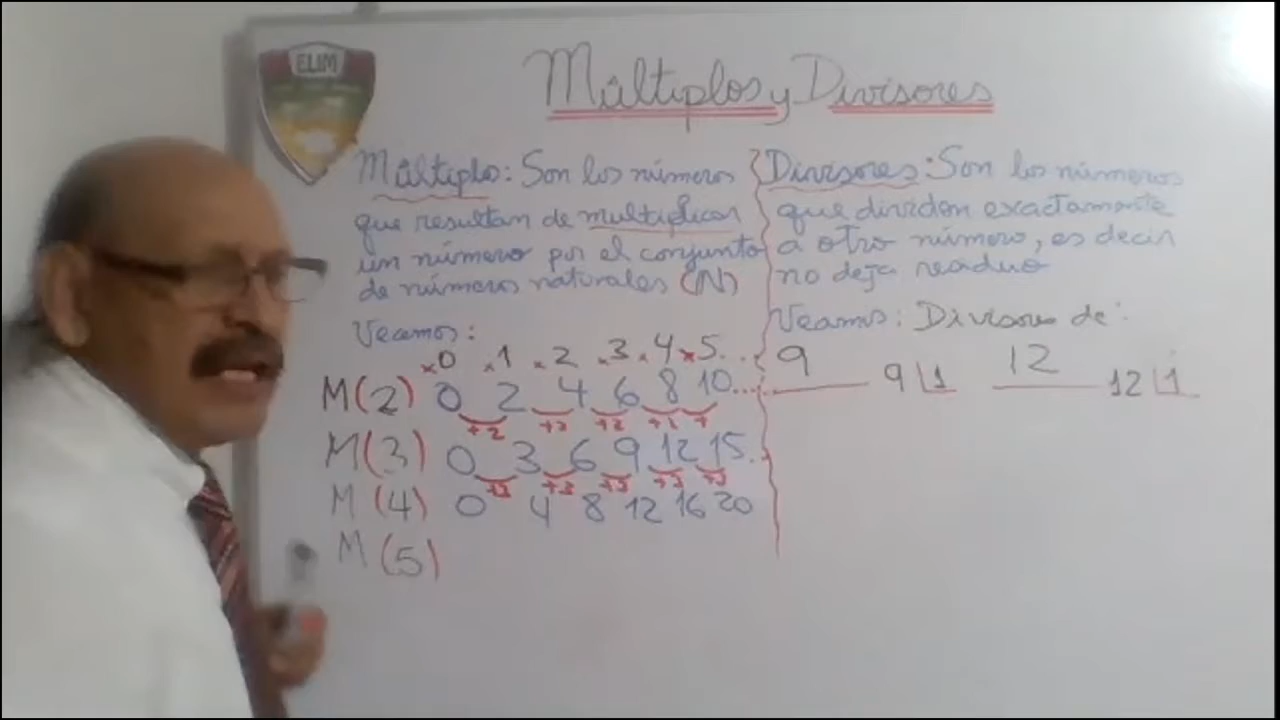 ELIM
Múltiplos y Divisores
Múltiplo: Son los números
que resultan de multiplicar
un número por el conjunto
de números naturales (N)
Veamos:
x0 x1 x2 x3 x4 x5...
M(2) 0 2 4 6 8 10...
+2 +2 +2 +2 +
M(3) 0 3 6 9 12 15..
+3 +3 +3 +3 +3
M(4) 0 4 8 12 16 20
M(5)
Divisores: Son los números
que dividen exactamente
a otro número, es decir
no deja residuo
Veamos: Divisores de:
9 9 1 12 12 1